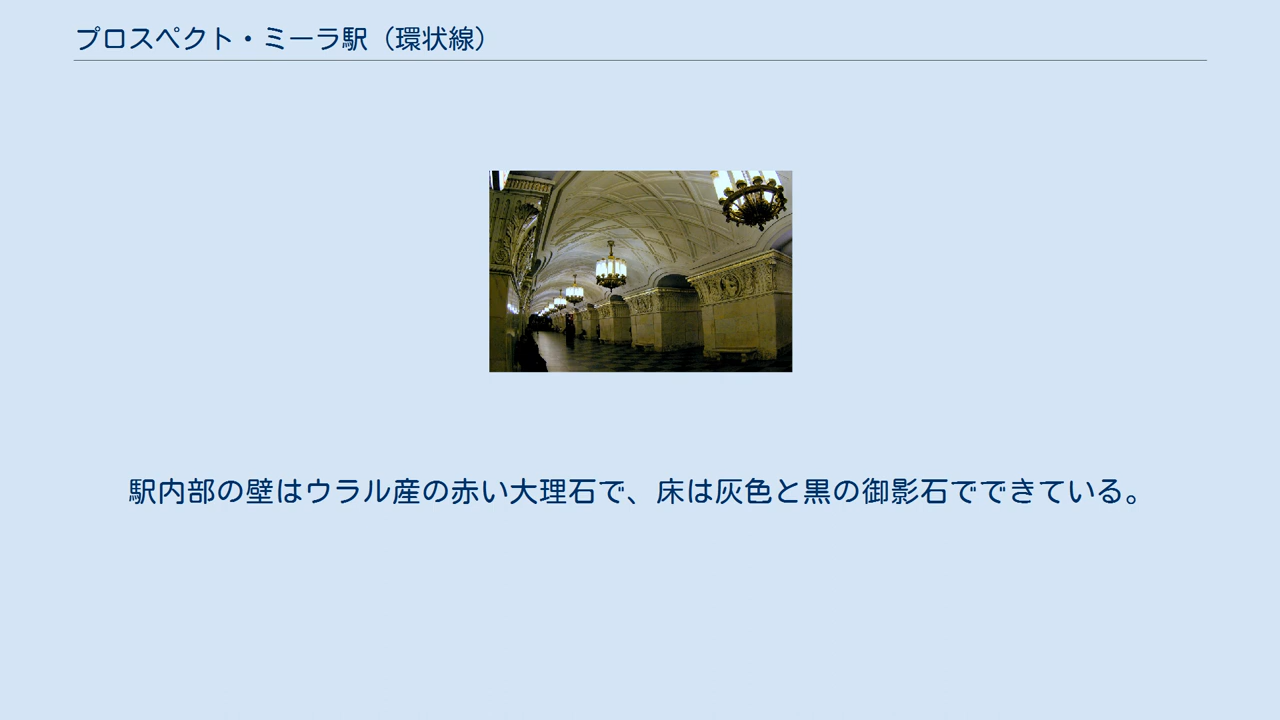 プロスペクト・ミーラ駅（環状線）
駅内部の壁はウラル産の赤い大理石で、床は灰色と黒の御影石でできている。